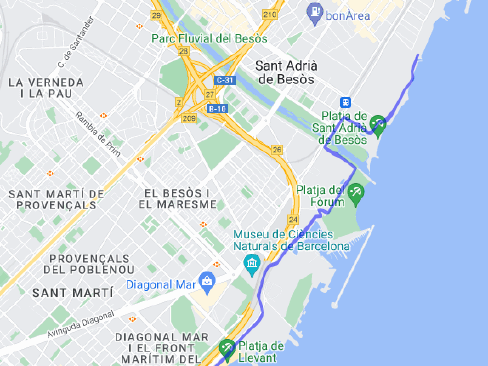 210
bonÀrea
29
Parc Fluvial del Besòs
28
C. de Santander
Sant Adrià
de Besòs
C-31
27
B-10
LA VERNEDA
I LA PAU
209
Rambla de Prim
Platja de
Sant Adrià
de Besòs
26
SANT MARTÍ DE
PROVENÇALS
EL BESÒS I
EL MARESME
Platja del
Fòrum
24
Museu de Ciències
Naturals de Barcelona
PROVENÇALS
DEL POBLENOU
Diagonal Mar
SANT MARTÍ
Avinguda Diagonal
DIAGONAL MAR
I EL FRONT
MARÍTIM DEL
Platja de
Llevant